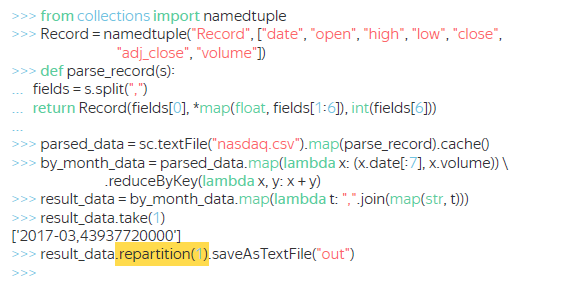 >>> from collections import namedtuple
>>> Record = namedtuple("Record", ["date", "open", "high", "low", "close",
"adj_close", "volume"])
>>> def parse_record(s):
... fields = s.split(",")
... return Record(fields[0], *map(float, fields[1:6]), int(fields[6]))
...
>>> parsed_data = sc.textFile("nasdaq.csv").map(parse_record).cache()
>>> by_month_data = parsed_data.map(lambda x: (x.date[:7], x.volume)) \
.reduceByKey(lambda x, y: x + y)
>>> result_data = by_month_data.map(lambda t: ",".join(map(str, t)))
>>> result_data.take(1)
['2017-03,43937720000']
>>> result_data.repartition(1).saveAsTextFile("out")
>>>